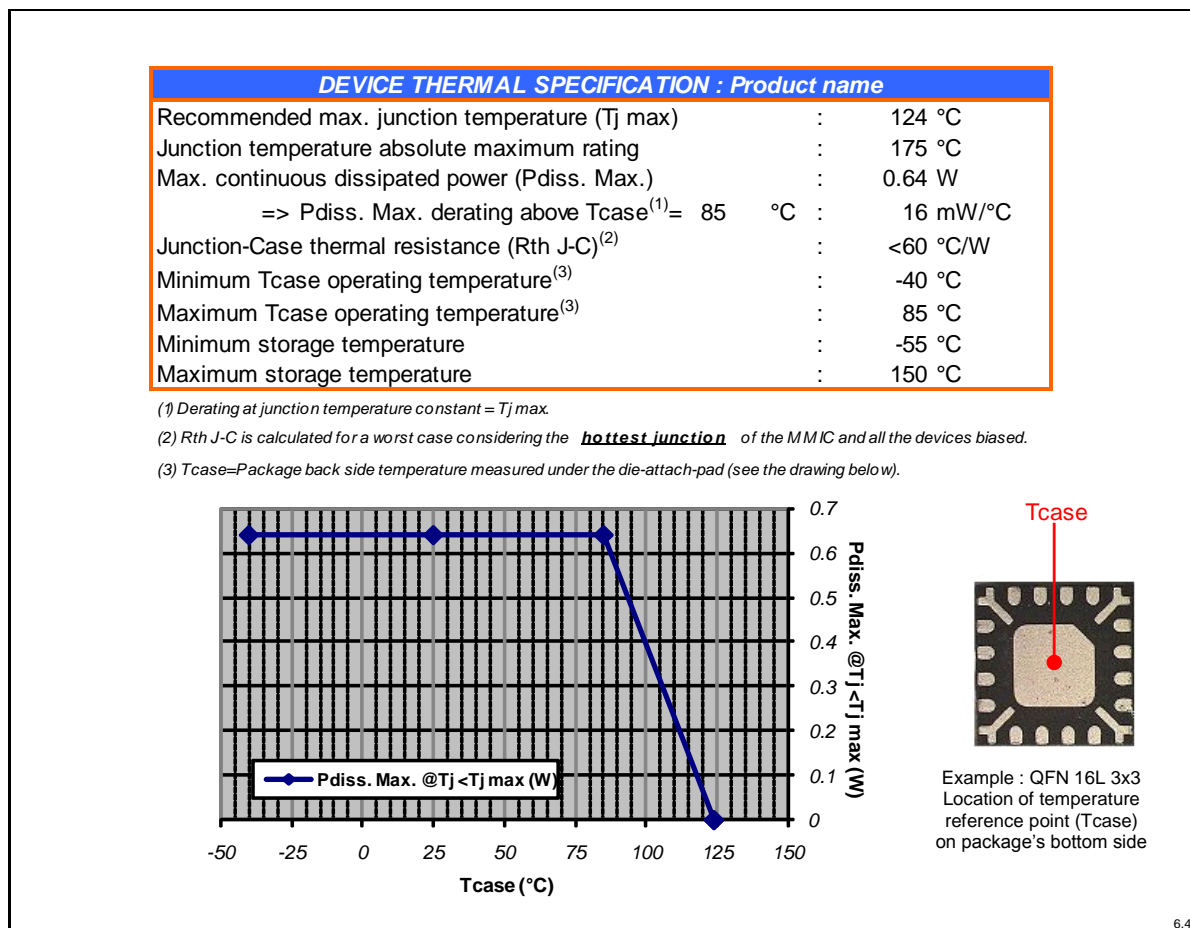 DEVICE THERMAL SPECIFICATION : Product name
Recommended max. junction temperature (Tj max) : 124 °C
Junction temperature absolute maximum rating : 175 °C
Max. continuous dissipated power (Pdiss. Max.) : 0.64 W
=> Pdiss. Max. derating above Tcase(1)= 85 °C : 16 mW/°C
Junction-Case thermal resistance (Rth J-C)(2) : <60 °C/W
Minimum Tcase operating temperature(3) : -40 °C
Maximum Tcase operating temperature(3) : 85 °C
Minimum storage temperature : -55 °C
Maximum storage temperature : 150 °C
(1) Derating at junction temperature constant = Tj max.
(2) Rth J-C is calculated for a worst case considering the hottest junction of the MMIC and all the devices biased.
(3) Tcase=Package back side temperature measured under the die-attach-pad (see the drawing below).
0.7
0.6
0.5
0.4
0.3
0.2
0.1
0
Pdiss. Max. @Tj <Tj max (W)
Pdiss. Max. @Tj <Tj max (W)
-50 -25 0 25 50 75 100 125 150
Tcase (°C)
Tcase
Example : QFN 16L 3x3
Location of temperature
reference point (Tcase)
on package's bottom side
6.4